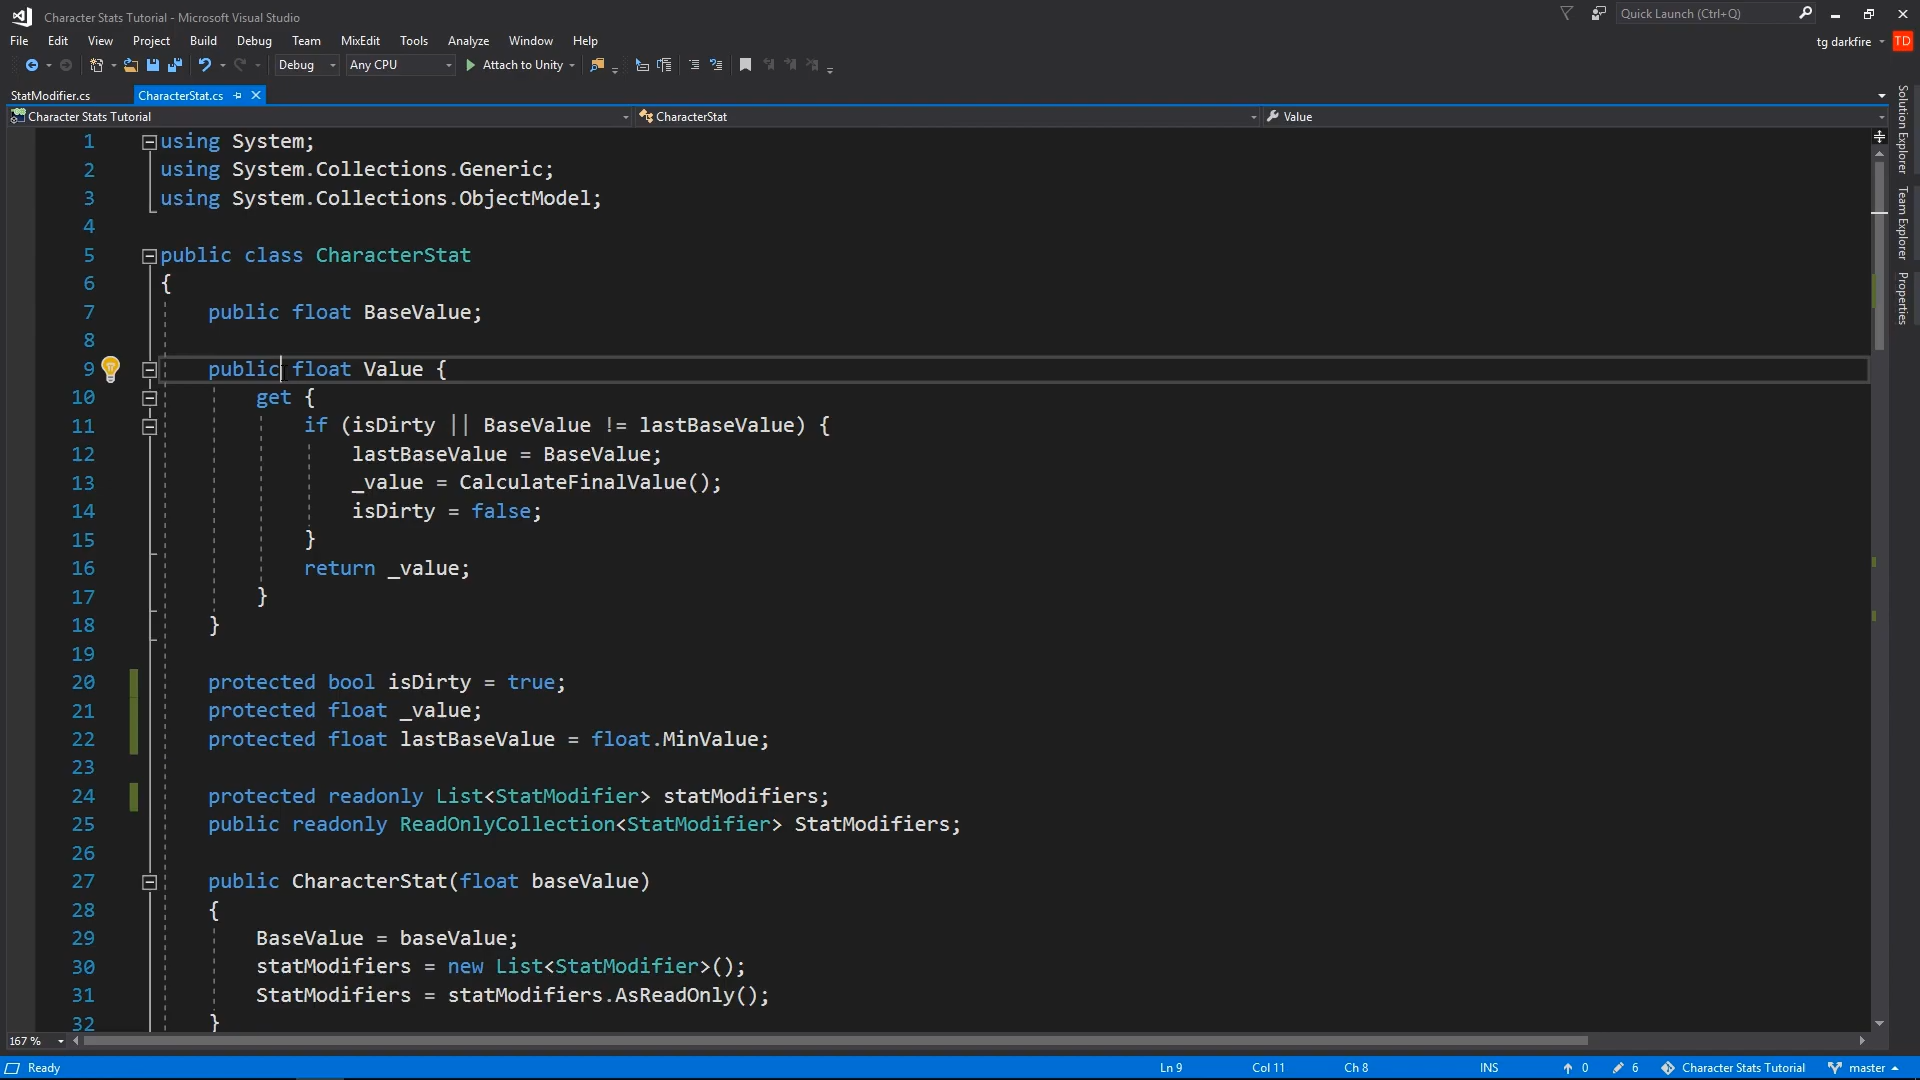 Character Stats Tutorial - Microsoft Visual Studio
Quick Launch (Ctrl+Q)
File Edit View Project Build Debug Team MixEdit Tools Analyze Window Help
tg darkfire TD
Debug Any CPU Attach to Unity
StatModifier.cs CharacterStat.cs
Character Stats Tutorial CharacterStat Value
1 using System;
2 using System.Collections.Generic;
3 using System.Collections.ObjectModel;
4
5 public class CharacterStat
6 {
7 public float BaseValue;
8
9 public float Value {
10 get {
11 if (isDirty || BaseValue != lastBaseValue) {
12 lastBaseValue = BaseValue;
13 _value = CalculateFinalValue();
14 isDirty = false;
15 }
16 return _value;
17 }
18 }
19
20 protected bool isDirty = true;
21 protected float _value;
22 protected float lastBaseValue = float.MinValue;
23
24 protected readonly List<StatModifier> statModifiers;
25 public readonly ReadOnlyCollection<StatModifier> StatModifiers;
26
27 public CharacterStat(float baseValue)
28 {
29 BaseValue = baseValue;
30 statModifiers = new List<StatModifier>();
31 StatModifiers = statModifiers.AsReadOnly();
32 }
Solution Explorer
Team Explorer
Properties
167 %
Ready Ln 9 Col 11 Ch 8 INS 0 6 Character Stats Tutorial master